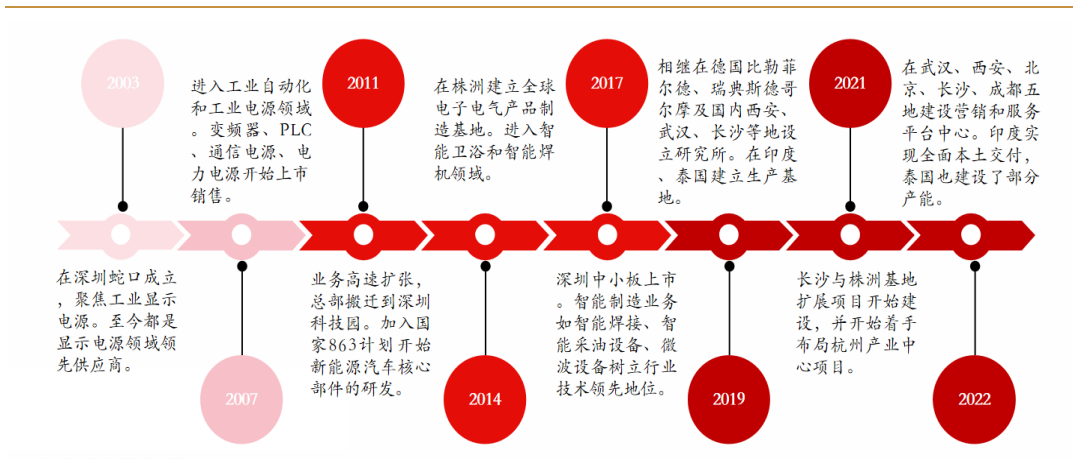 2003
在深圳蛇口成立
，聚焦工业显示
电源。至今都是
显示电源领域领
先供应商。
进入工业自动化
和工业电源领域
。变频器、PLC
、通信电源、电
力电源开始上市
销售。
2007
2011
业务高速扩张，
总部搬迁到深圳
科技园。加入国
家863计划开始
新能源汽车核心
部件的研发。
在株洲建立全球
电子电气产品制
造基地。进入智
能卫浴和智能焊
机领域。
2014
2017
深圳中小板上市
。智能制造业务
如智能焊接、智
能采油设备、微
波设备树立行业
技术领先地位。
相继在德国比勒菲
尔德、瑞典斯德哥
尔摩及国内西安、
武汉、长沙等地设
立研究所。在印度
、泰国建立生产基
地。
2019
2021
长沙与株洲基地
扩展项目开始建
设，并开始着手
布局杭州产业中
心项目。
在武汉、西安、北
京、长沙、成都五
地建设营销和服务
平台中心。印度实
现全面本土交付，
泰国也建设了部分
产能。
2022